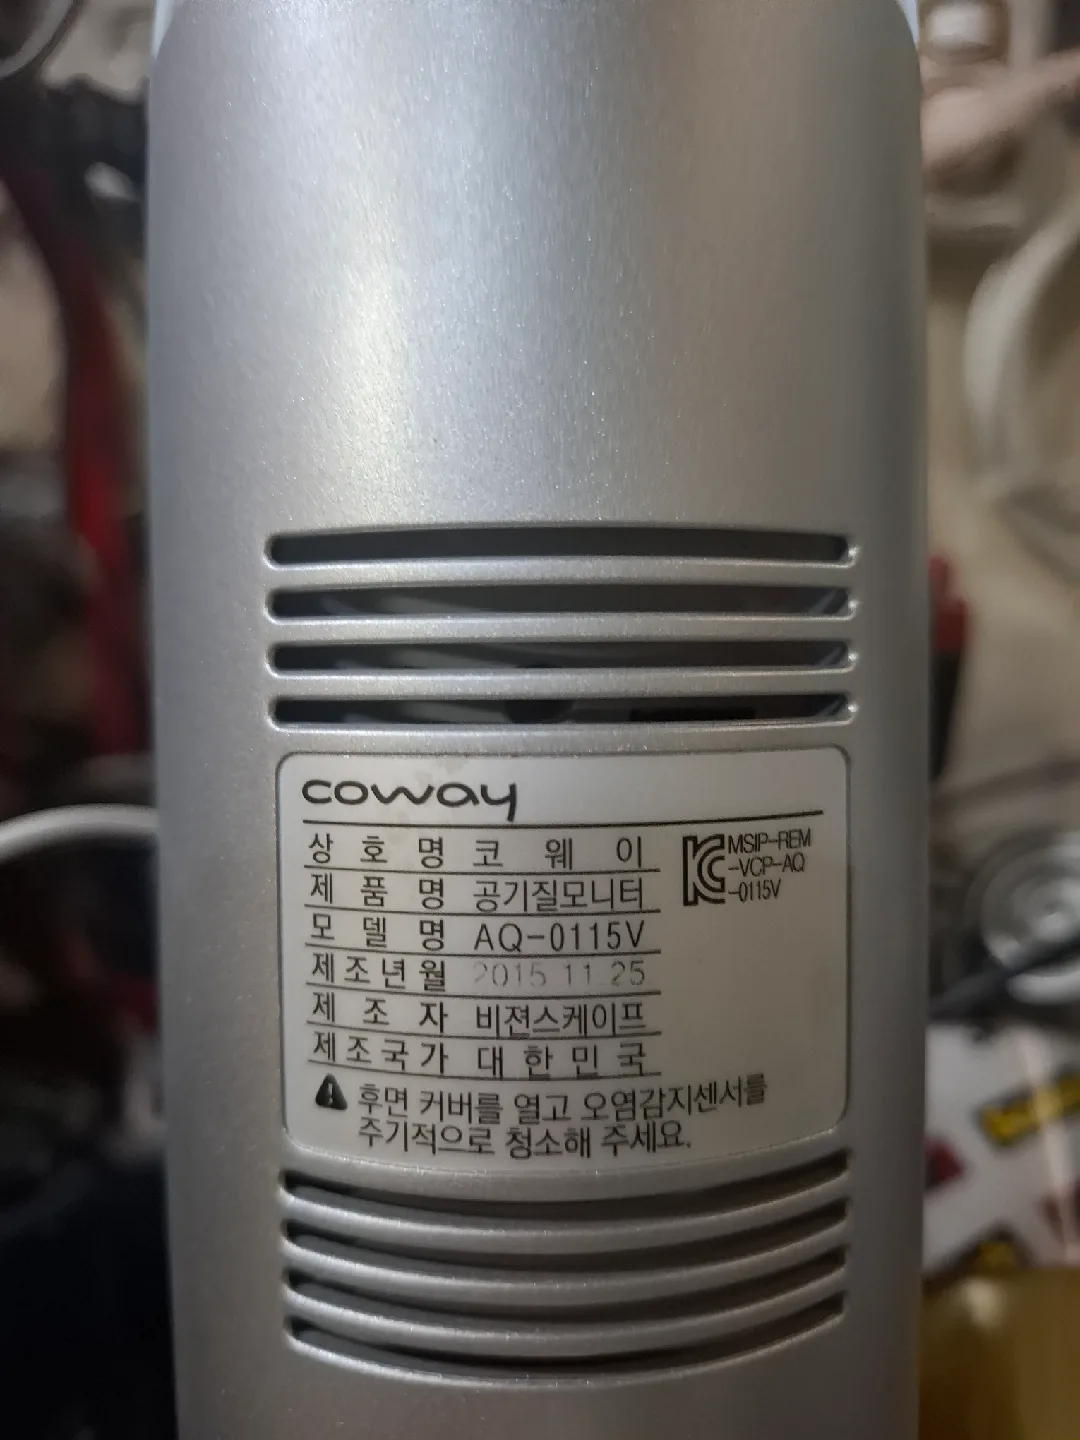 coway
상호명 코웨이
제품명 공기질모니터
모델명 AQ-0115V
제조년월 2015 11 25
제조자 비젼스케이프
제조국가 대한민국
MSIP-REM
-VCP-AQ
-0115V
후면 커버를 열고 오염감지센서를
주기적으로 청소해 주세요.